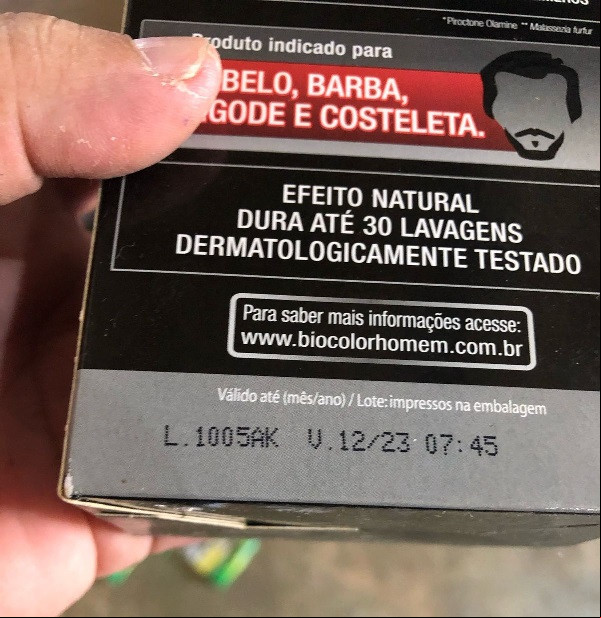 *Piroctone Olamine ** Malassezia furfur
Produto indicado para
BELO, BARBA,
GODE E COSTELETA.
EFEITO NATURAL
DURA ATÉ 30 LAVAGENS
DERMATOLOGICAMENTE TESTADO
Para saber mais informações acesse:
www.biocolorhomem.com.br
Válido até (mês/ano) / Lote:impressos na embalagem
L.1005AK V.12/23 07:45